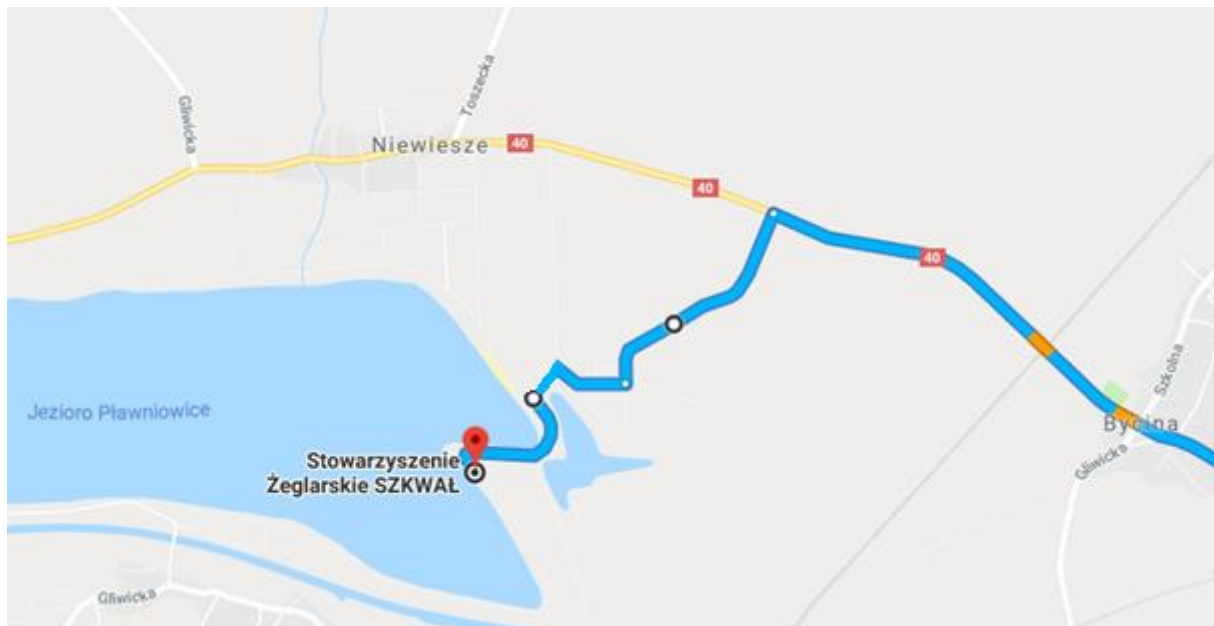 Gliwicka
Toszecka
Niewiesze
40
40
40
Szkolna
Jezioro Pławniowice
Bycina
Stowarzyszenie
Żeglarskie SZKWAŁ
Gliwicka
Gliwicka